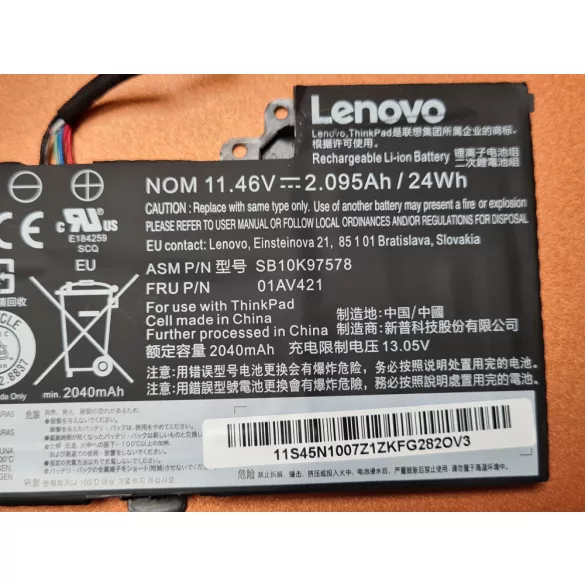 Lenovo
Lenovo, ThinkPad是联想集团所属企业的商标,
根据许可使用.
Rechargeable Li-ion Battery 锂离子电池组
二次鋰電池組
NOM 11.46V 2.095Ah / 24Wh
CAUTION : Replace with same type only. Use of another battery may present a risk of fire or explosion.
PLEASE REFER TO USER MANUAL OR FOLLOW LOCAL ORDINANCES AND/OR REGULATIONS FOR DISPOSAL.
EU contact: Lenovo, Einsteinova 21, 851 01 Bratislava, Slovakia
c UL us
E184259
SCQ
EU
ASM P/N 型号 SB10K97578
FRU P/N 01AV421
For use with ThinkPad
Cell made in China
Further processed in China
制造地: 中国/中國
制造商: 新普科技股份有限公司
额定容量 2040mAh 充电限制电压 13.05V
注意:用错误型号电池更换会有爆炸危险. 务必按照说明处置用完的电池.
注意:用錯誤型號電池更換會有爆炸危險. 務必按照說明處置用完的電池.
min. 2040mAh
11S45N1007Z1ZKFG282OV3
危险
危險